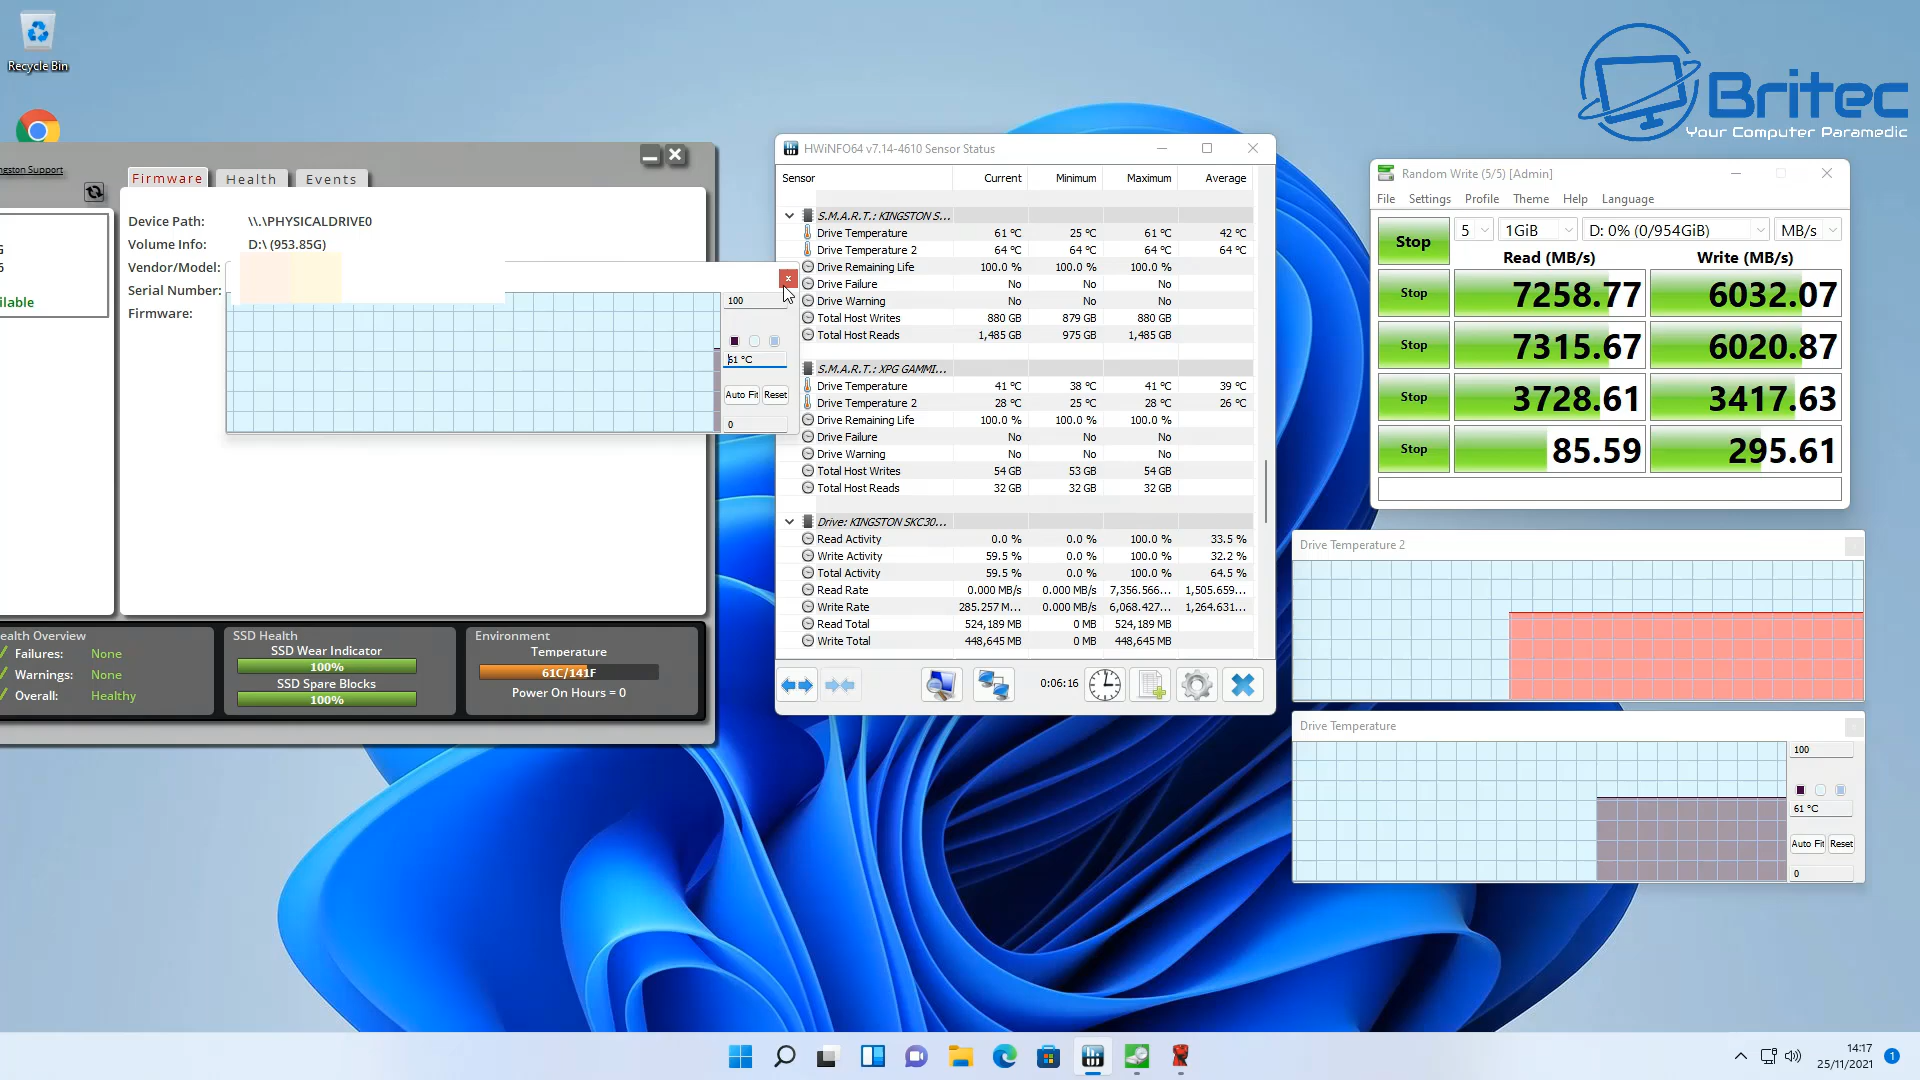 Recycle Bin
Britec
Your Computer Paramedic
ngston Support
Firmware Health Events
Device Path: \\.\PHYSICALDRIVE0
Volume Info: D:\ (953.85G)
Vendor/Model:
Serial Number:
Firmware:
G
6
ilable
100
61 °C
Auto Fit Reset
0
ealth Overview
Failures: None
Warnings: None
Overall: Healthy
SSD Health
SSD Wear Indicator
100%
SSD Spare Blocks
100%
Environment
Temperature
61C/141F
Power On Hours = 0
HWiNFO64 v7.14-4610 Sensor Status
Sensor Current Minimum Maximum Average
S.M.A.R.T.: KINGSTON S...
Drive Temperature 61 °C 25 °C 61 °C 42 °C
Drive Temperature 2 64 °C 64 °C 64 °C 64 °C
Drive Remaining Life 100.0 % 100.0 % 100.0 %
Drive Failure No No No
Drive Warning No No No
Total Host Writes 880 GB 879 GB 880 GB
Total Host Reads 1,485 GB 975 GB 1,485 GB
S.M.A.R.T.: XPG GAMMI...
Drive Temperature 41 °C 38 °C 41 °C 39 °C
Drive Temperature 2 28 °C 25 °C 28 °C 26 °C
Drive Remaining Life 100.0 % 100.0 % 100.0 %
Drive Failure No No No
Drive Warning No No No
Total Host Writes 54 GB 53 GB 54 GB
Total Host Reads 32 GB 32 GB 32 GB
Drive: KINGSTON SKC30...
Read Activity 0.0 % 0.0 % 100.0 % 33.5 %
Write Activity 59.5 % 0.0 % 100.0 % 32.2 %
Total Activity 59.5 % 0.0 % 100.0 % 64.5 %
Read Rate 0.000 MB/s 0.000 MB/s 7,356.566... 1,505.659...
Write Rate 285.257 M... 0.000 MB/s 6,068.427... 1,264.631...
Read Total 524,189 MB 0 MB 524,189 MB
Write Total 448,645 MB 0 MB 448,645 MB
0:06:16
Random Write (5/5) [Admin]
File Settings Profile Theme Help Language
Stop 5 1GiB D: 0% (0/954GiB) MB/s
Read (MB/s) Write (MB/s)
Stop 7258.77 6032.07
Stop 7315.67 6020.87
Stop 3728.61 3417.63
Stop 85.59 295.61
Drive Temperature 2
Drive Temperature
100
61 °C
Auto Fit Reset
0
14:17
25/11/2021
1